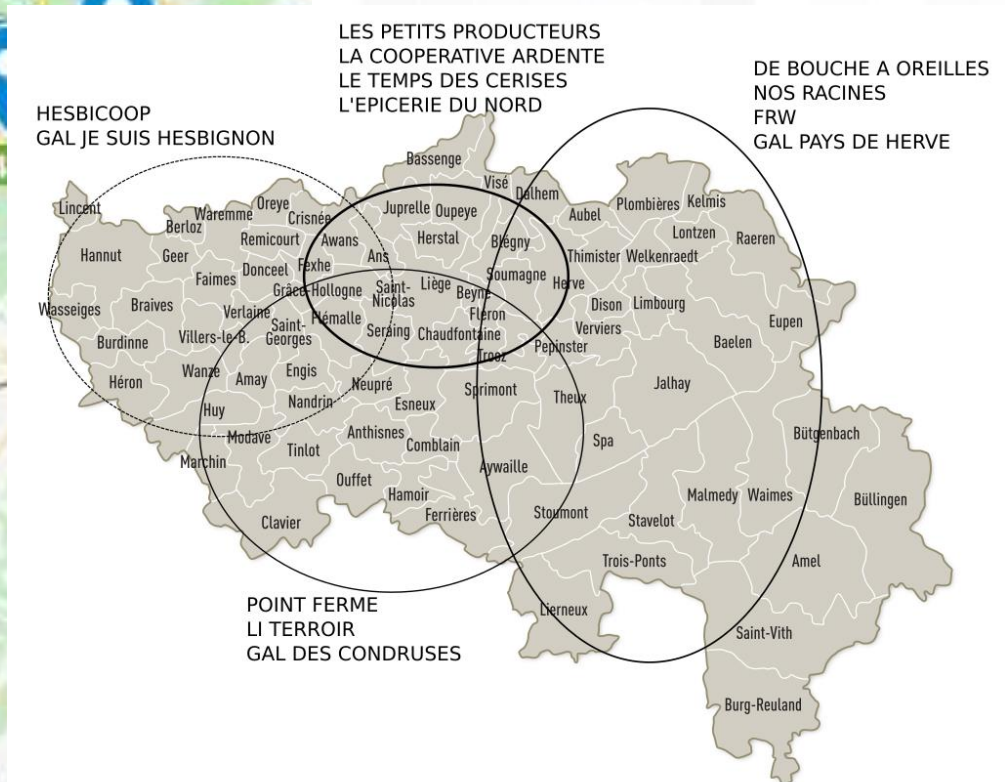 LES PETITS PRODUCTEURS
LA COOPERATIVE ARDENTE
LE TEMPS DES CERISES
L'EPICERIE DU NORD
DE BOUCHE A OREILLES
NOS RACINES
FRW
GAL PAYS DE HERVE
HESBICOOP
GAL JE SUIS HESBIGNON
Bassenge
Visé
Dalhem
Lincent
Berloz
Waremme
Oreye
Crisnée
Juprelle
Oupeye
Aubel
Plombières
Kelmis
Hannut
Geer
Remicourt
Awans
Ans
Herstal
Blégny
Thimister
Welkenraedt
Lontzen
Raeren
Faimes
Donceel
Fexhe
Grâce-Hollogne
Saint-
Nicolas
Liège
Beyne
Soumagne
Herve
Wasseiges
Braives
Verlaine
Saint-
Georges
Flémalle
Seraing
Fléron
Chaudfontaine
Dison
Limbourg
Verviers
Eupen
Burdinne
Villers-le-B.
Trooz
Pepinster
Baelen
Héron
Wanze
Amay
Engis
Neupré
Sprimont
Theux
Jalhay
Huy
Nandrin
Esneux
Modave
Tinlot
Anthisnes
Comblain
Spa
Bütgenbach
Marchin
Ouffet
Hamoir
Aywaille
Malmedy
Waimes
Büllingen
Clavier
Ferrières
Stoumont
Stavelot
Trois-Ponts
Amel
Lierneux
Saint-Vith
Burg-Reuland
POINT FERME
LI TERROIR
GAL DES CONDRUSES